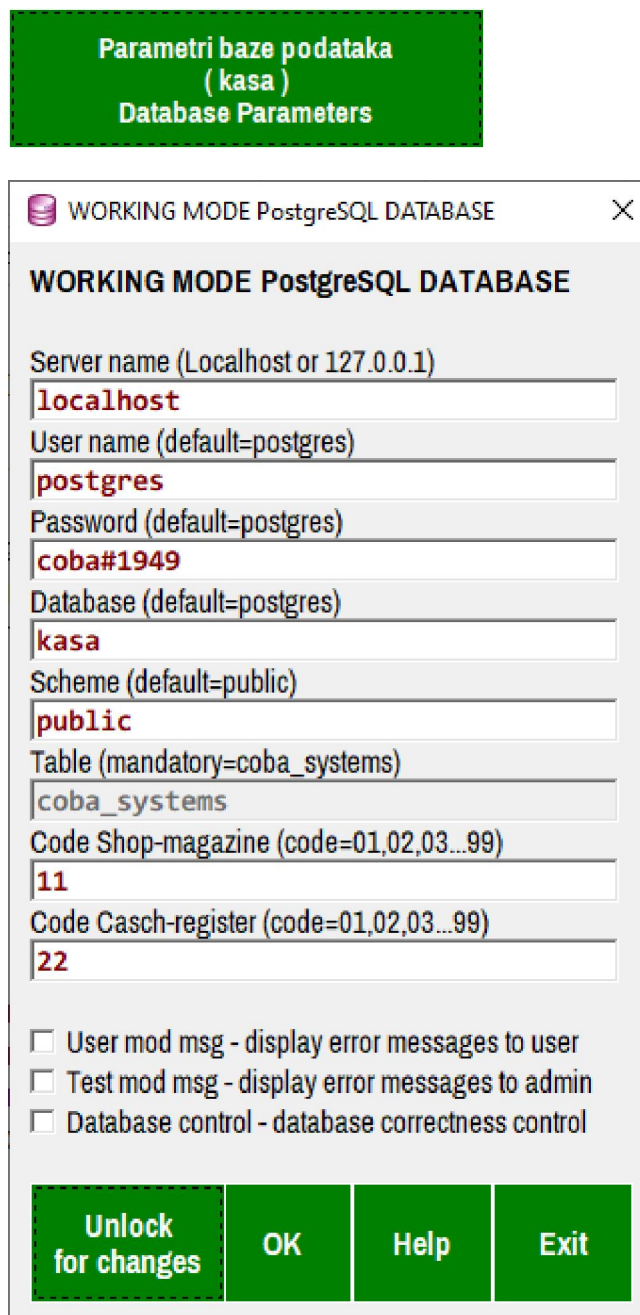 Parametri baze podataka
( kasa )
Database Parameters
WORKING MODE PostgreSQL DATABASE
WORKING MODE PostgreSQL DATABASE
Server name (Localhost or 127.0.0.1)
localhost
User name (default=postgres)
postgres
Password (default=postgres)
coba#1949
Database (default=postgres)
kasa
Scheme (default=public)
public
Table (mandatory=coba_systems)
coba_systems
Code Shop-magazine (code=01,02,03...99)
11
Code Casch-register (code=01,02,03...99)
22
User mod msg - display error messages to user
Test mod msg - display error messages to admin
Database control - database correctness control
Unlock
for changes
OK
Help
Exit